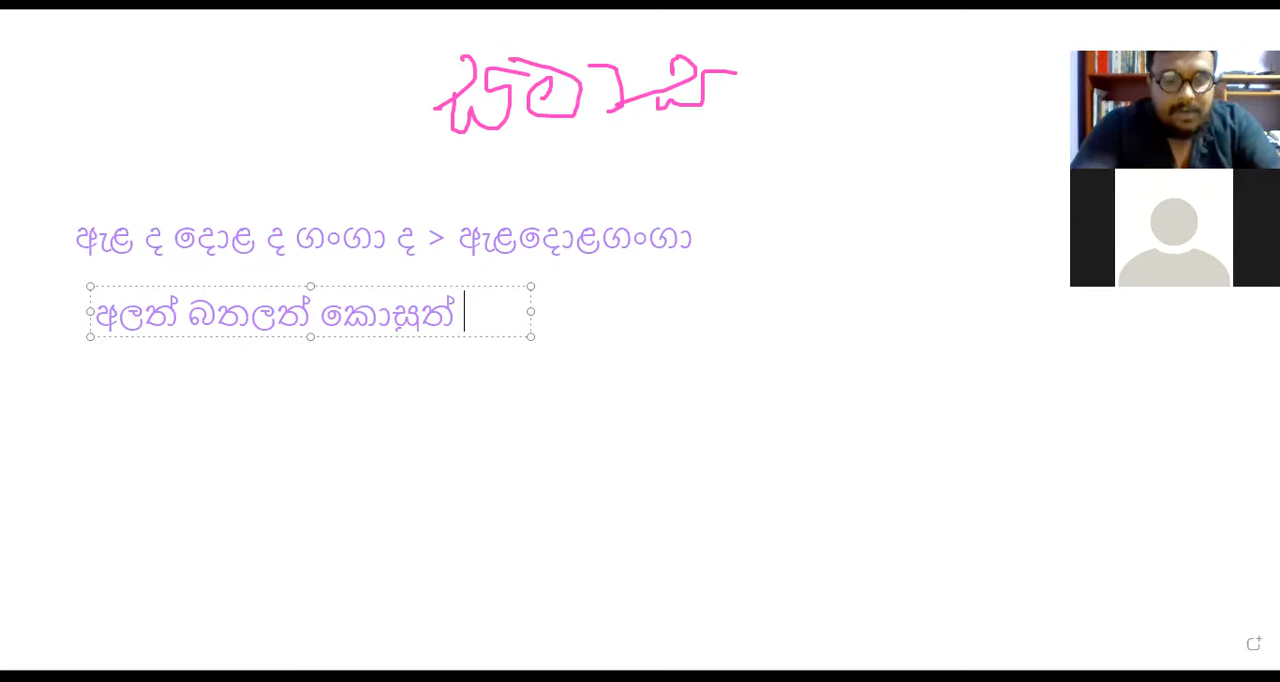 සමාස
ඇළ ද දොළ ද ගංගා ද > ඇළදොළගංගා
අලත් බතලත් කොසුත්